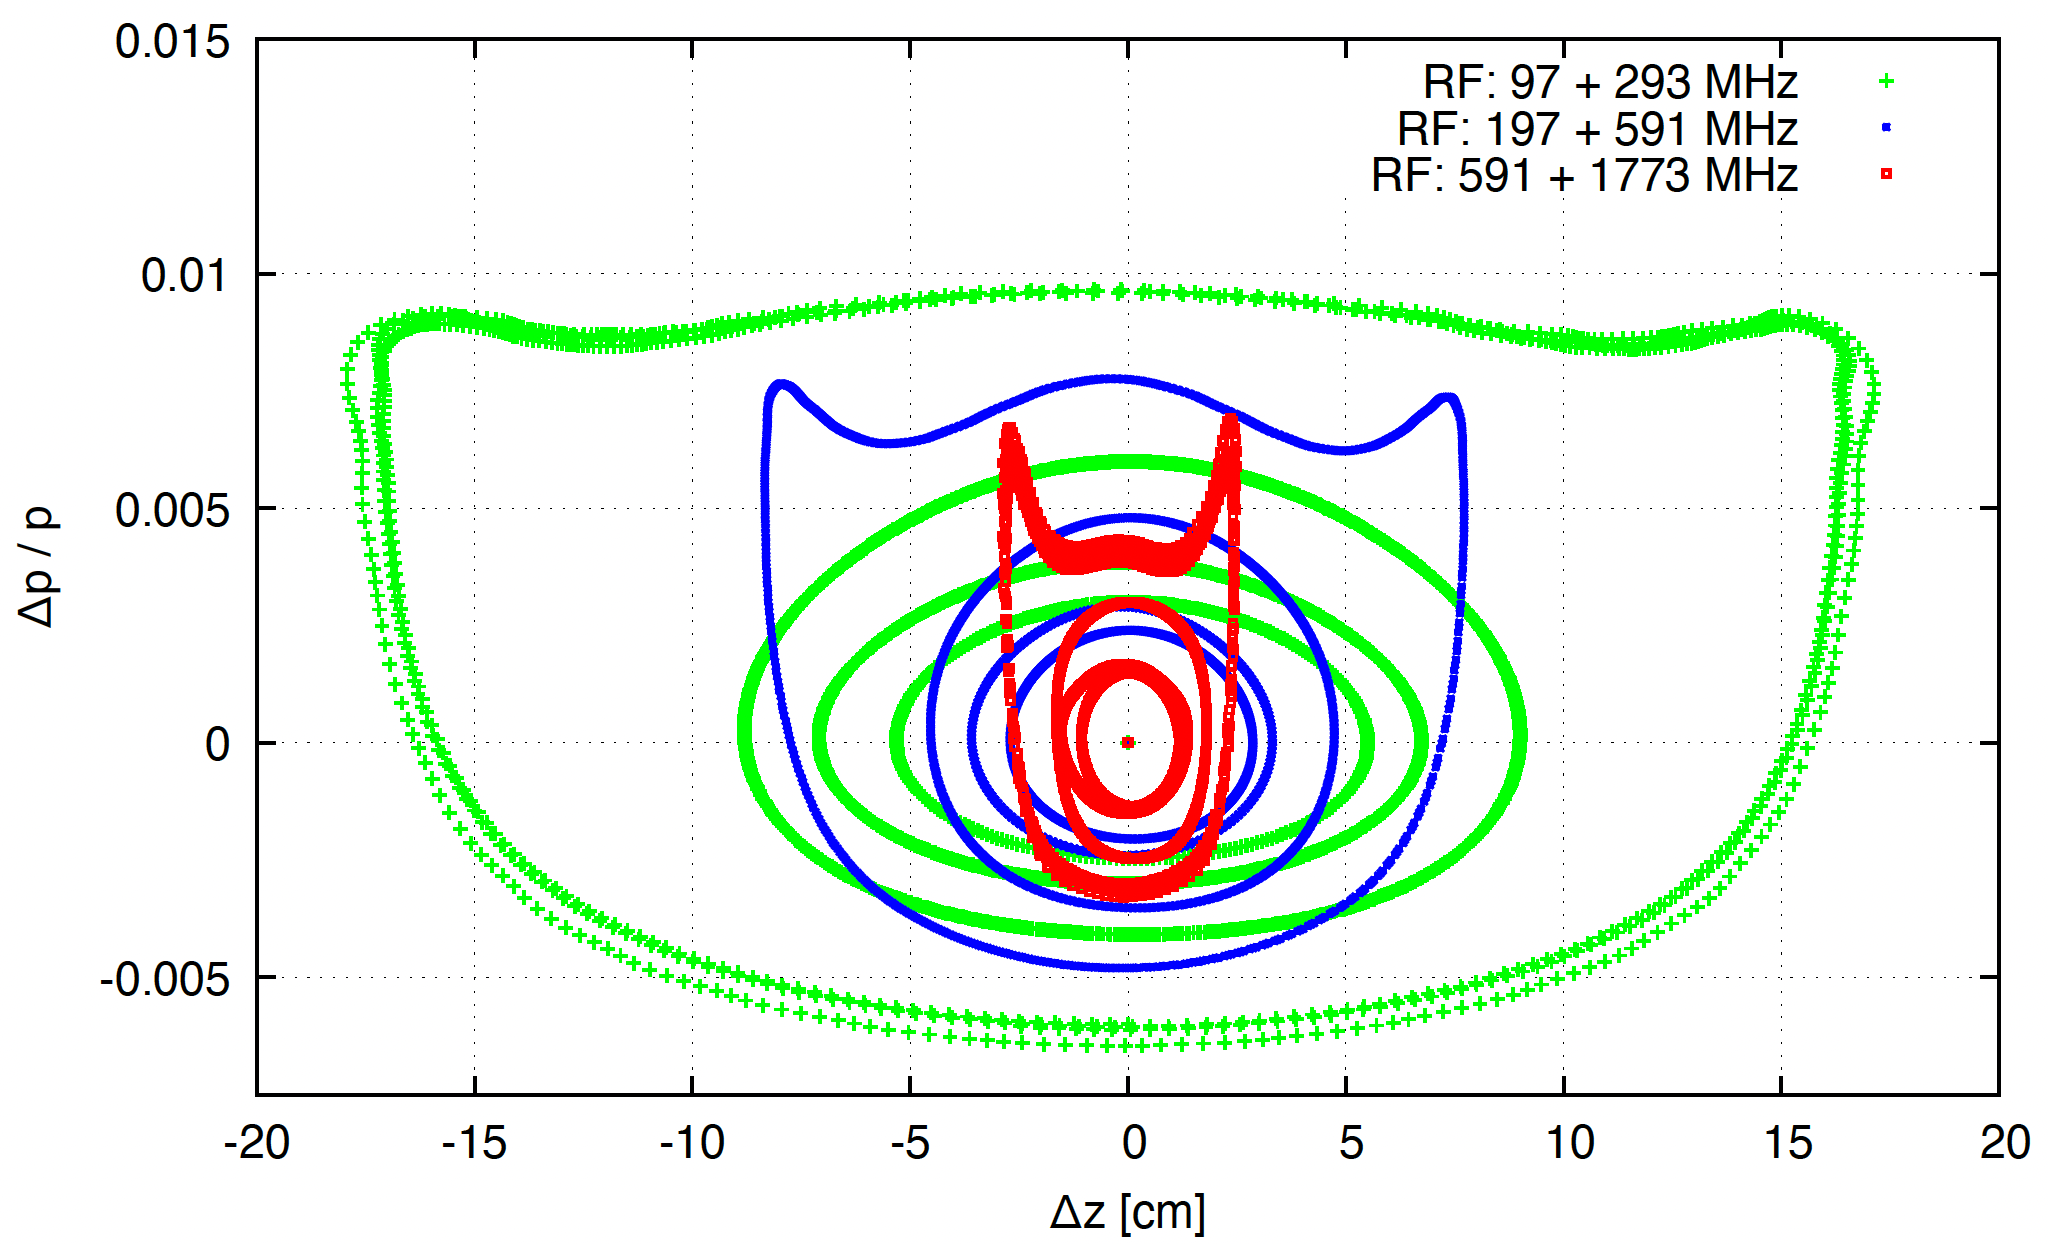 0.015
0.01
0.005
0
-0.005
Δp / p
RF: 97 + 293 MHz
RF: 197 + 591 MHz
RF: 591 + 1773 MHz
-20 -15 -10 -5 0 5 10 15 20
Δz [cm]